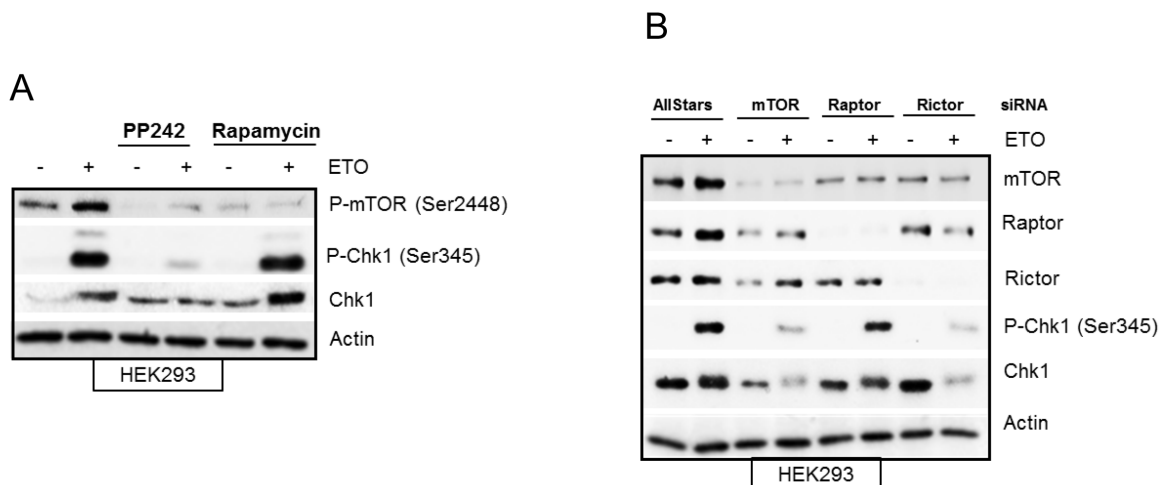 A
PP242 Rapamycin
- + - + - + ETO
P-mTOR (Ser2448)
P-Chk1 (Ser345)
Chk1
Actin
HEK293
B
AllStars mTOR Raptor Rictor siRNA
- + - + - + - + ETO
mTOR
Raptor
Rictor
P-Chk1 (Ser345)
Chk1
Actin
HEK293